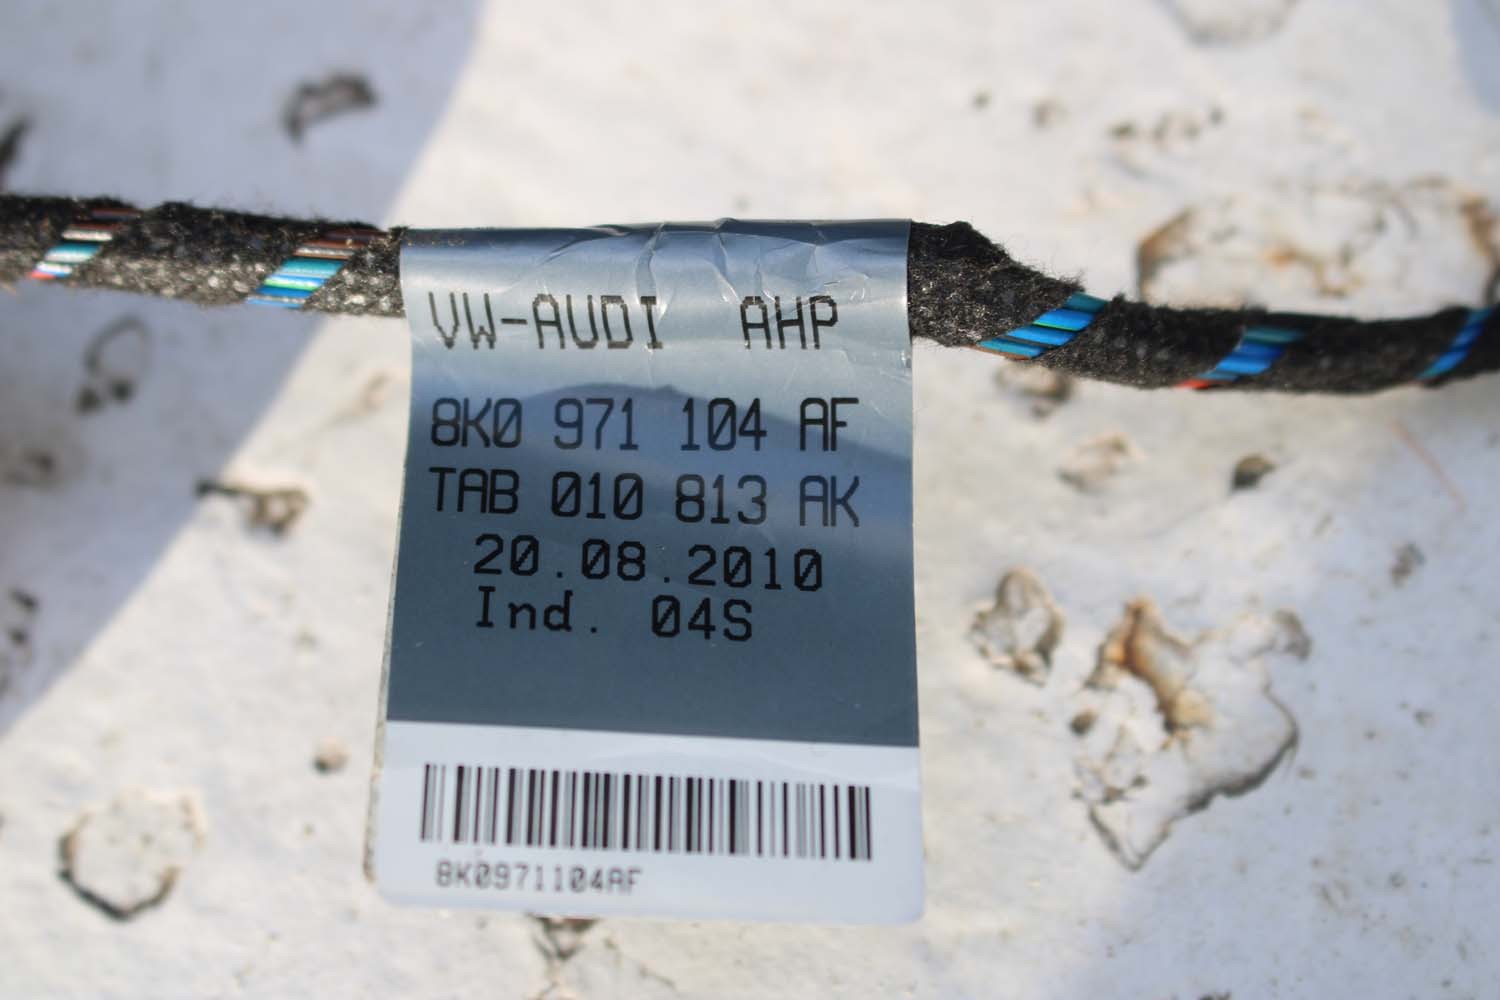 VW-AUDI AHP
8K0 971 104 AF
TAB 010 813 AK
20.08.2010
Ind. 04S
8K0971104AF